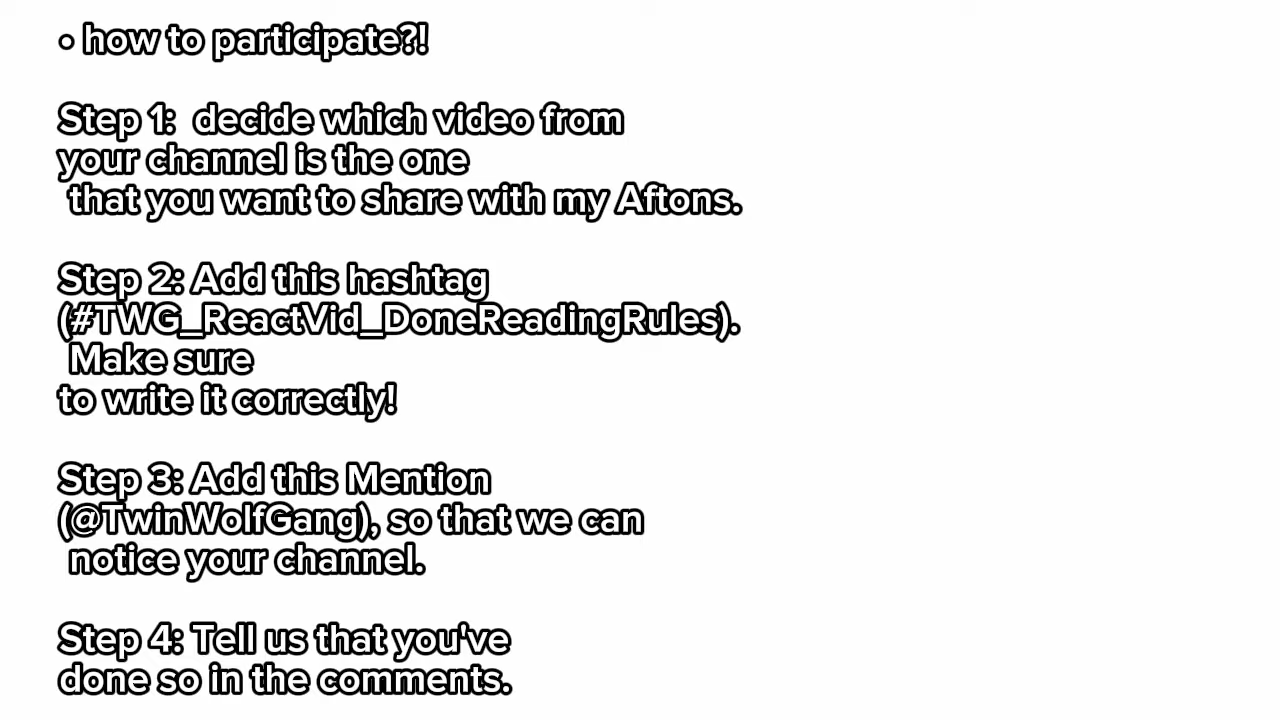 • how to participate?!
Step 1:  decide which video from
your channel is the one
that you want to share with my Aftons.
Step 2: Add this hashtag
(#TWG_ReactVid_DoneReadingRules).
Make sure
to write it correctly!
Step 3: Add this Mention
(@TwinWolfGang), so that we can
notice your channel.
Step 4: Tell us that you've
done so in the comments.